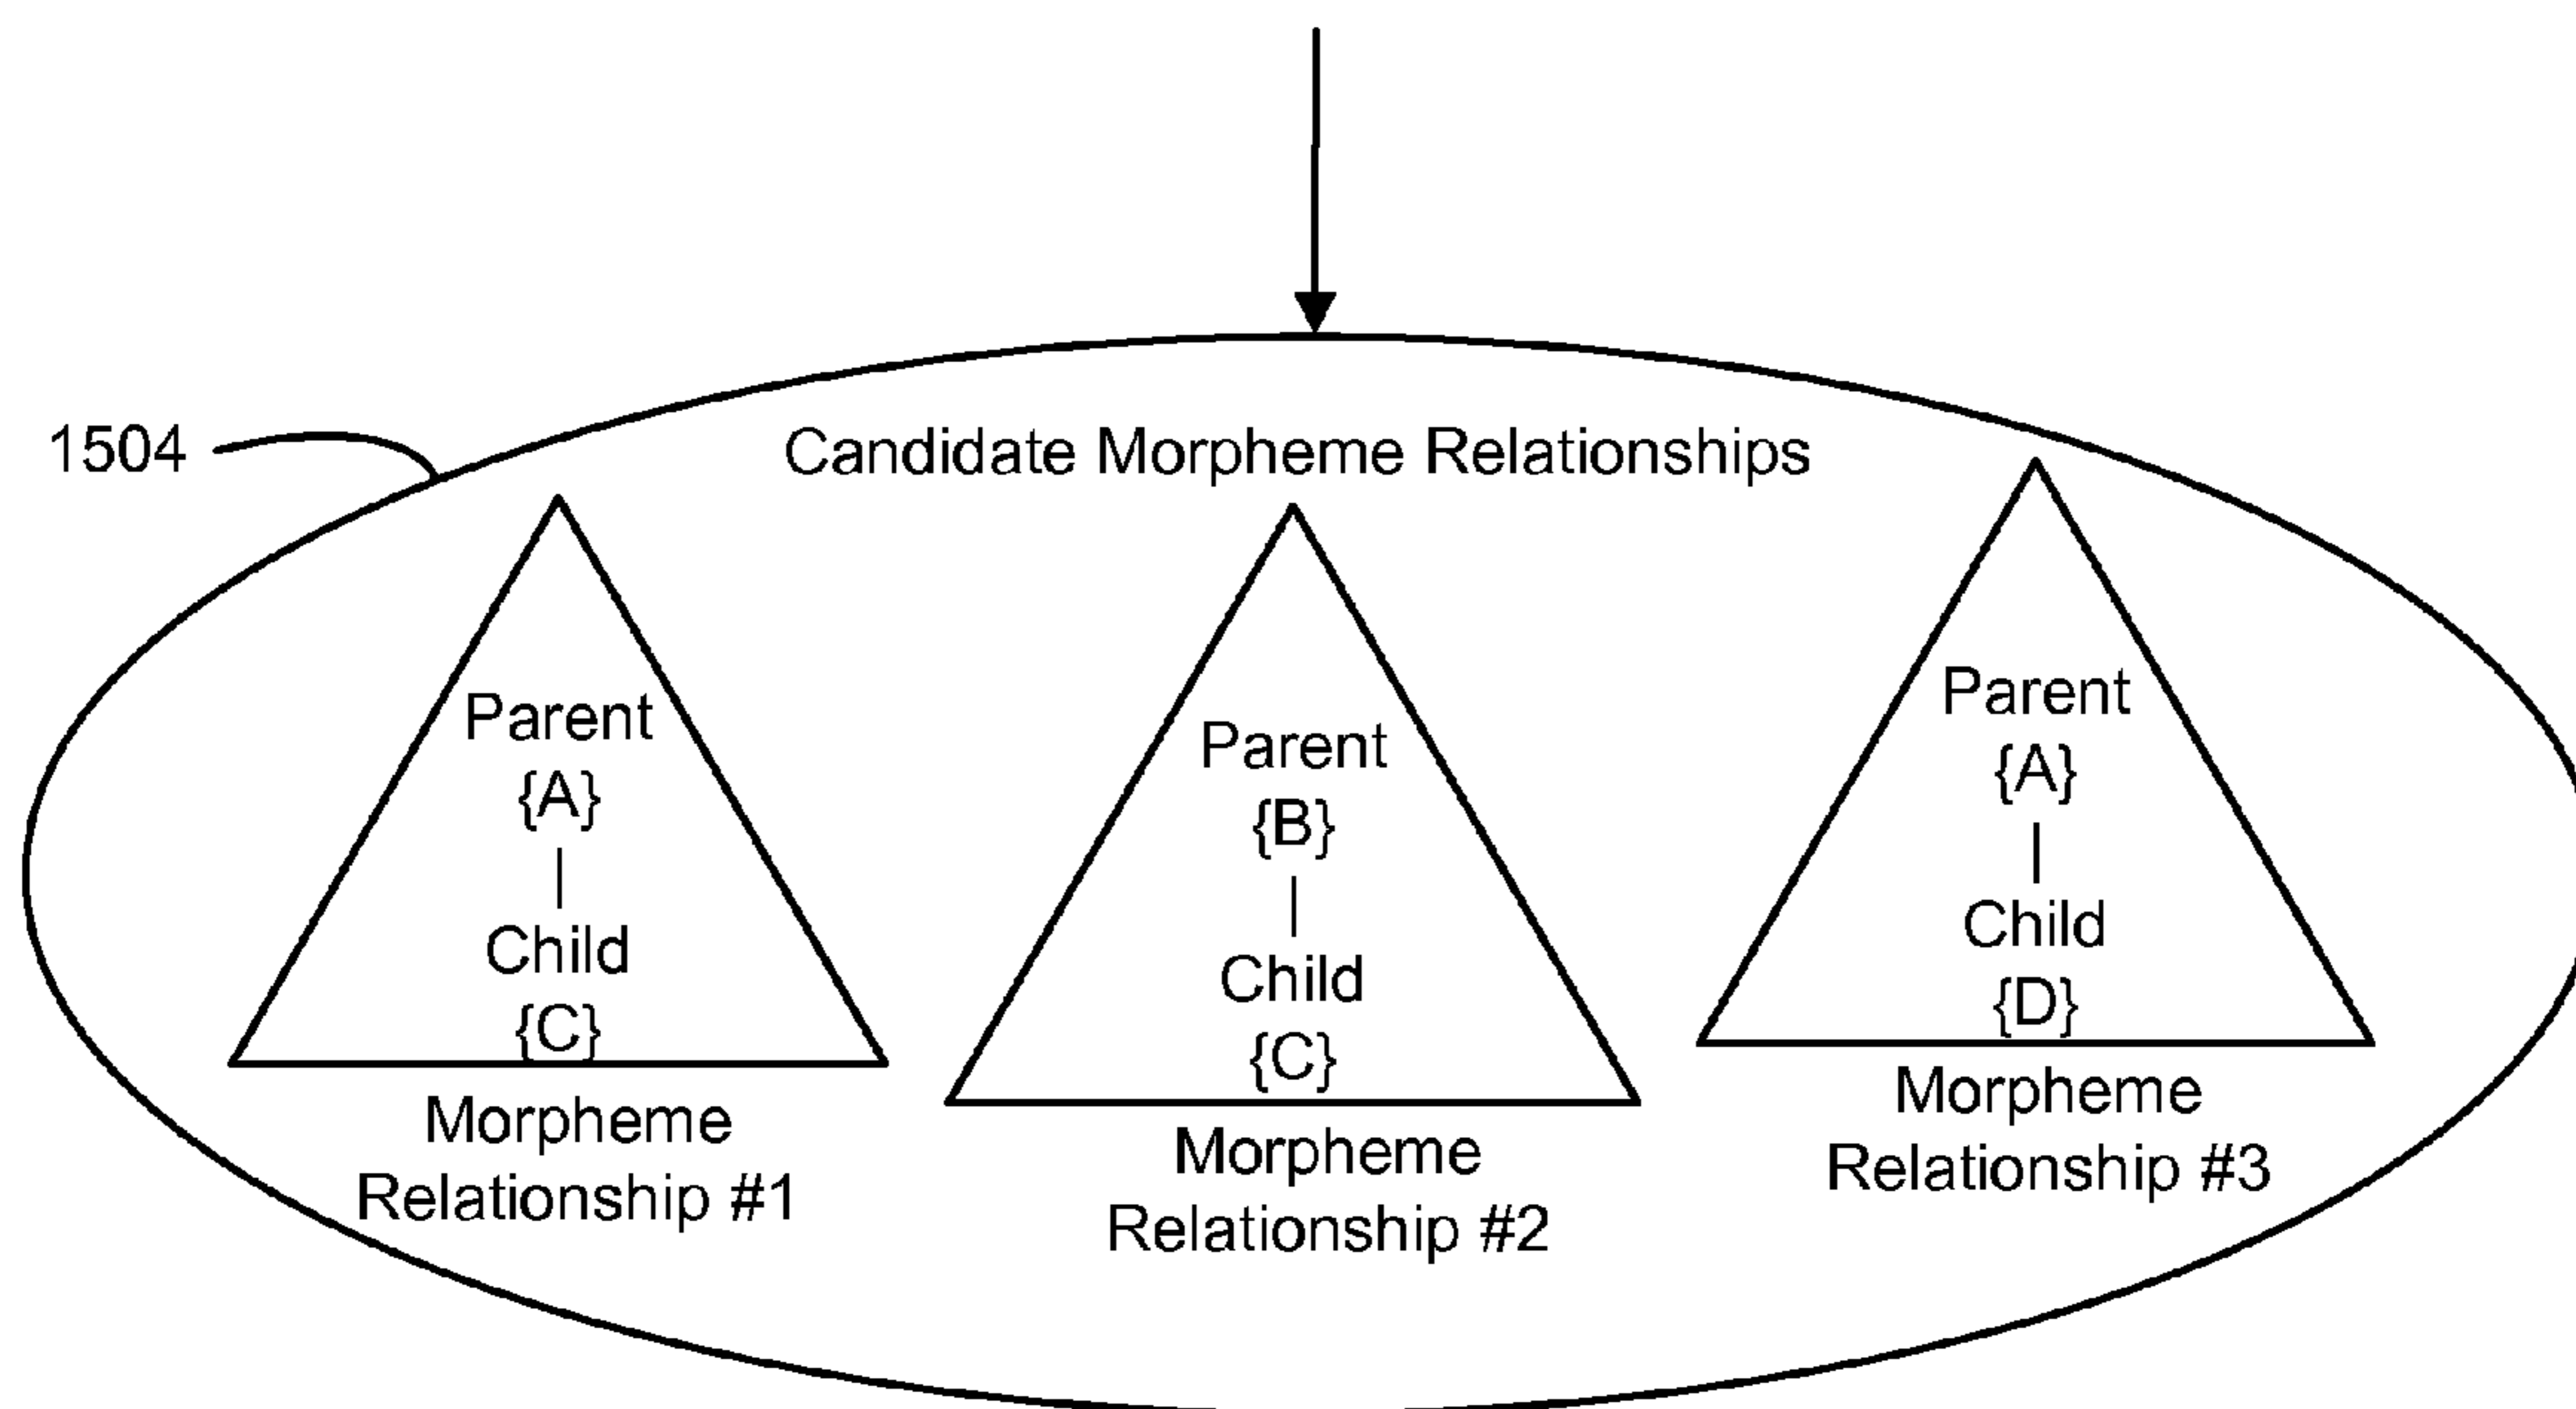 1504
Candidate Morpheme Relationships
Parent
{A}
|
Child
{C}
Morpheme
Relationship #1
Parent
{B}
|
Child
{C}
Morpheme
Relationship #2
Parent
{A}
|
Child
{D}
Morpheme
Relationship #3